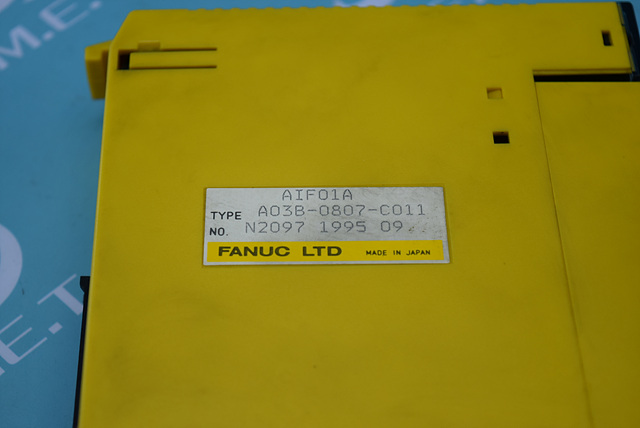 AIF01A
TYPE A03B-0807-C011
NO. N2097 1995 09
FANUC LTD MADE IN JAPAN
M.E.
M.E.T